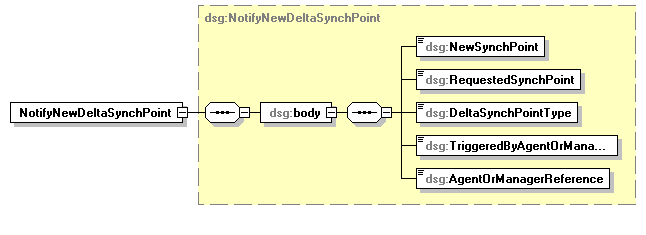 dsg:NotifyNewDeltaSynchPoint
dsg:NewSynchPoint
dsg:RequestedSynchPoint
NotifyNewDeltaSynchPoint
dsg:body
dsg:DeltaSynchPointType
dsg:TriggeredByAgentOrMana...
dsg:AgentOrManagerReference